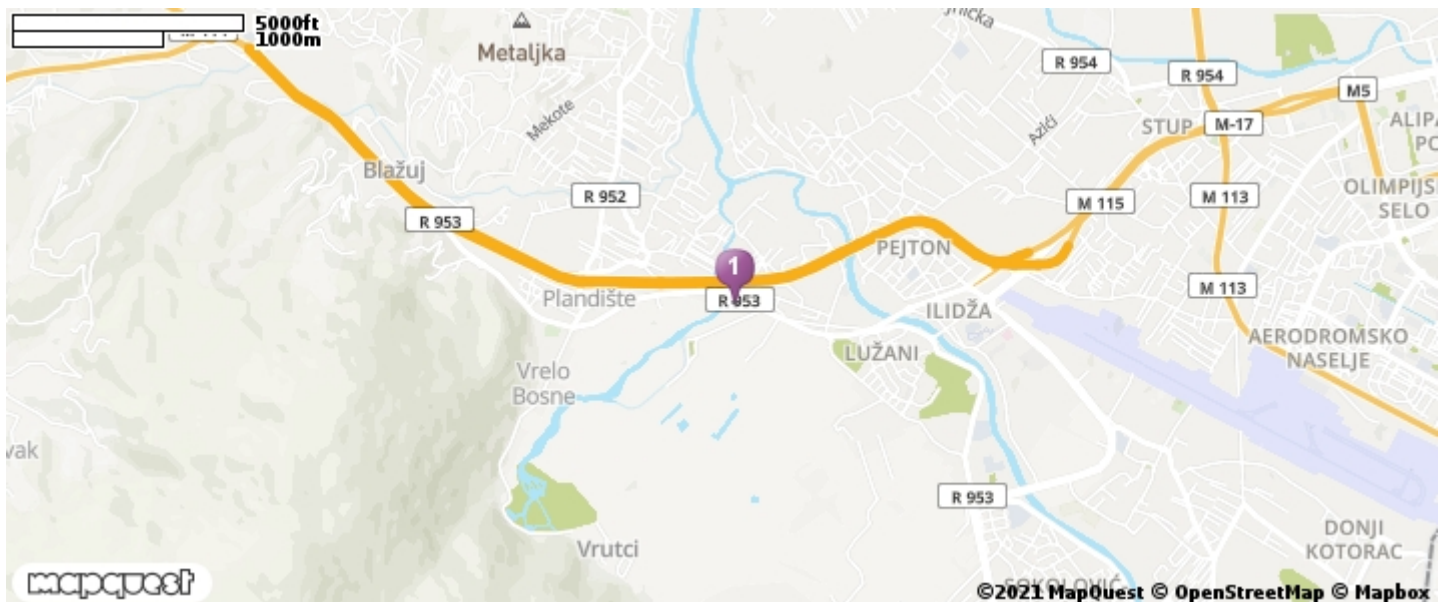 5000ft
1000m
Metaljka
R 954
R 954
M5
Mekote
Azići
STUP
M-17
Blažuj
R 952
M 115
M 113
OLIMPIJS
SELO
R 953
PEJTON
1
Plandište
R 953
M 113
ILIDŽA
LUŽANI
AERODROMSKO
NASELJE
Vrelo
Bosne
vak
R 953
Vrutci
DONJI
KOTORAC
mapquest
©2021 MapQuest © OpenStreetMap © Mapbox